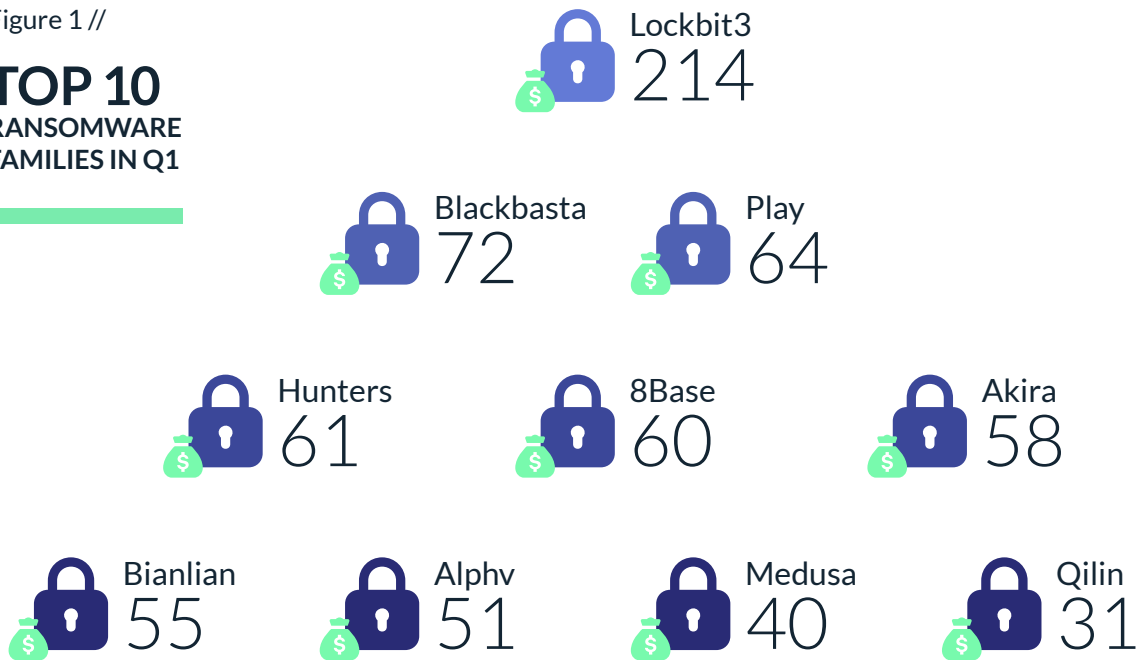 igure 1 //
TOP 10
RANSOMWARE
FAMILIES IN Q1
Lockbit3
214
Blackbasta
72
Play
64
Hunters
61
8Base
60
Akira
58
Bianlian
55
Alphv
51
Medusa
40
Qilin
31